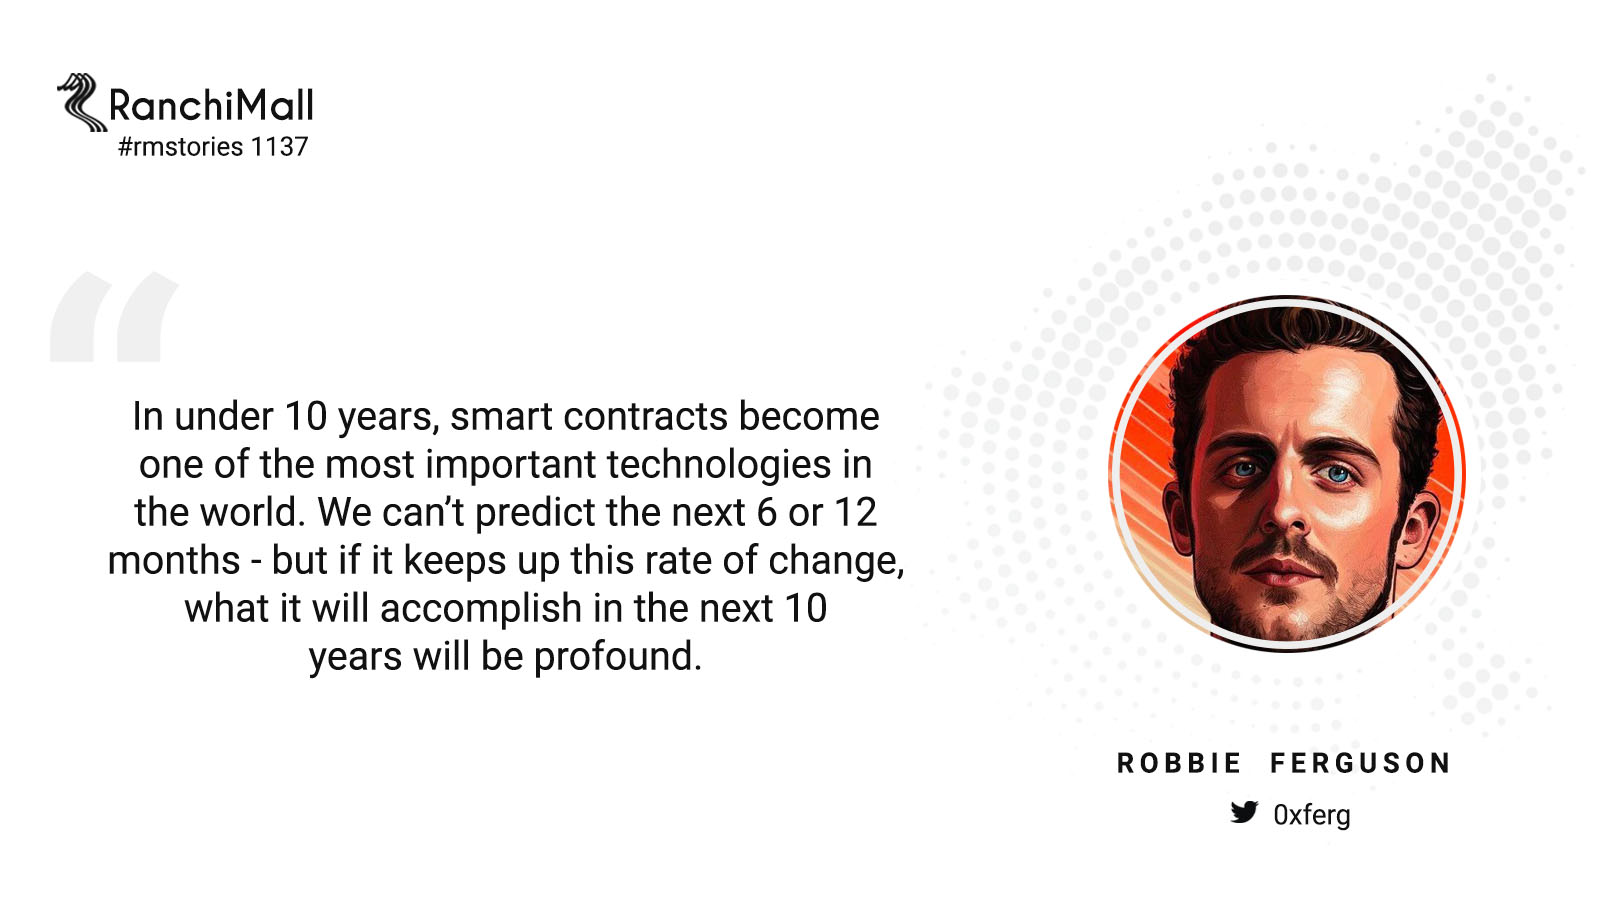 RanchiMall
#rmstories 1137
In under 10 years, smart contracts become
one of the most important technologies in
the world. We can’t predict the next 6 or 12
months - but if it keeps up this rate of change,
what it will accomplish in the next 10
years will be profound.
ROBBIE FERGUSON
0xferg